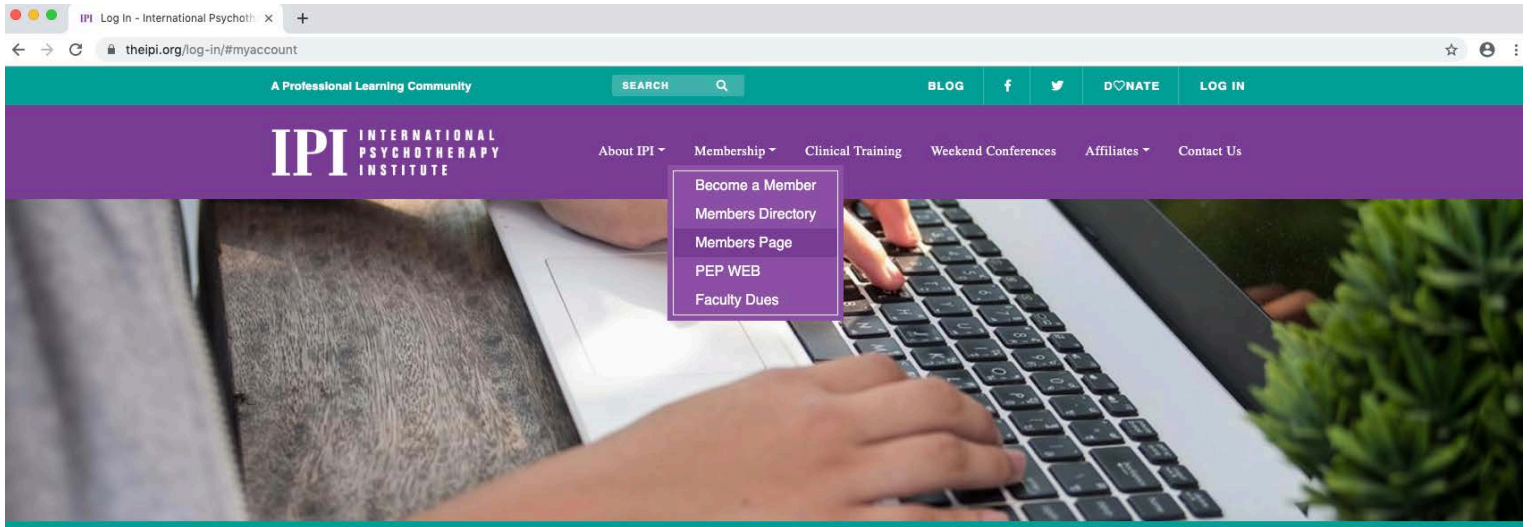 IPI Log In - International Psychoth
theipi.org/log-in/#myaccount
A Professional Learning Community SEARCH BLOG f D♡NATE LOG IN
IPI INTERNATIONAL PSYCHOTHERAPY INSTITUTE
About IPI Membership Clinical Training Weekend Conferences Affiliates Contact Us
Become a Member
Members Directory
Members Page
PEP WEB
Faculty Dues